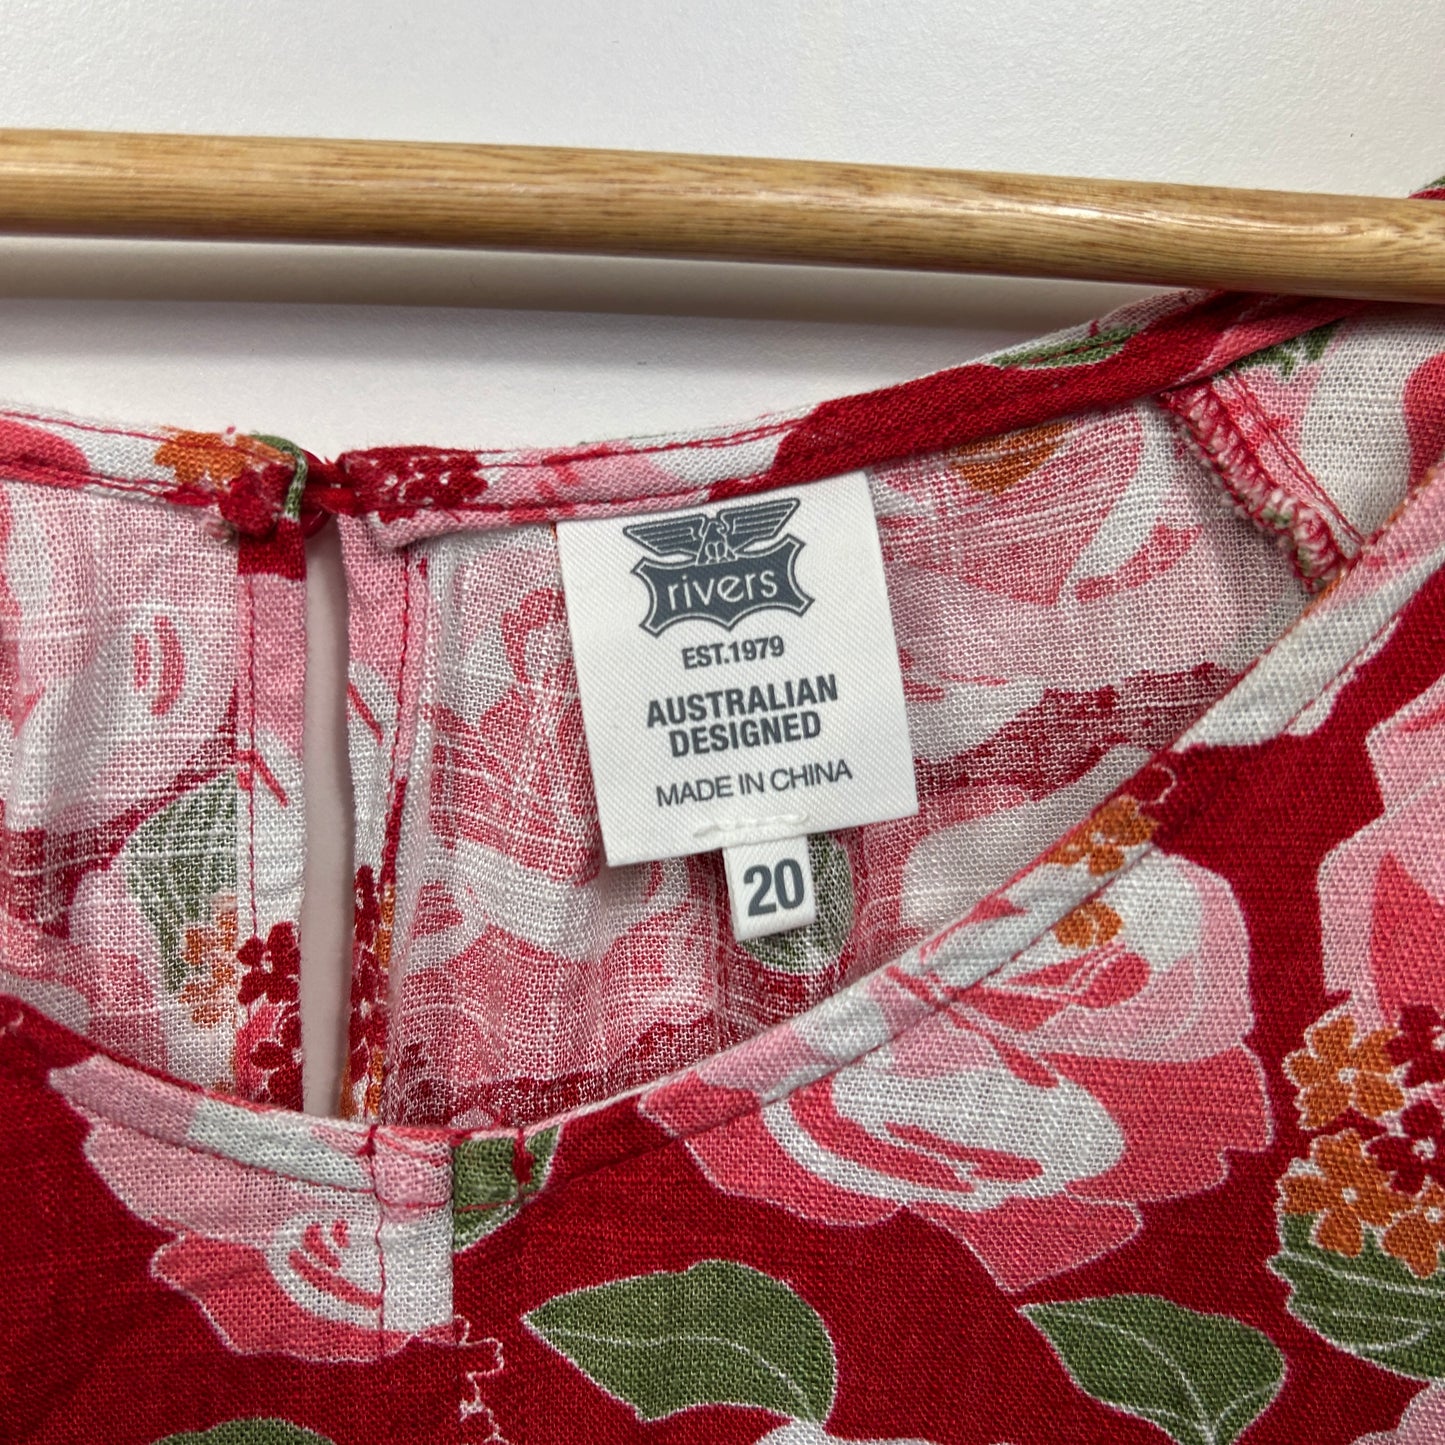 rivers
EST.1979
AUSTRALIAN
DESIGNED
MADE IN CHINA
20